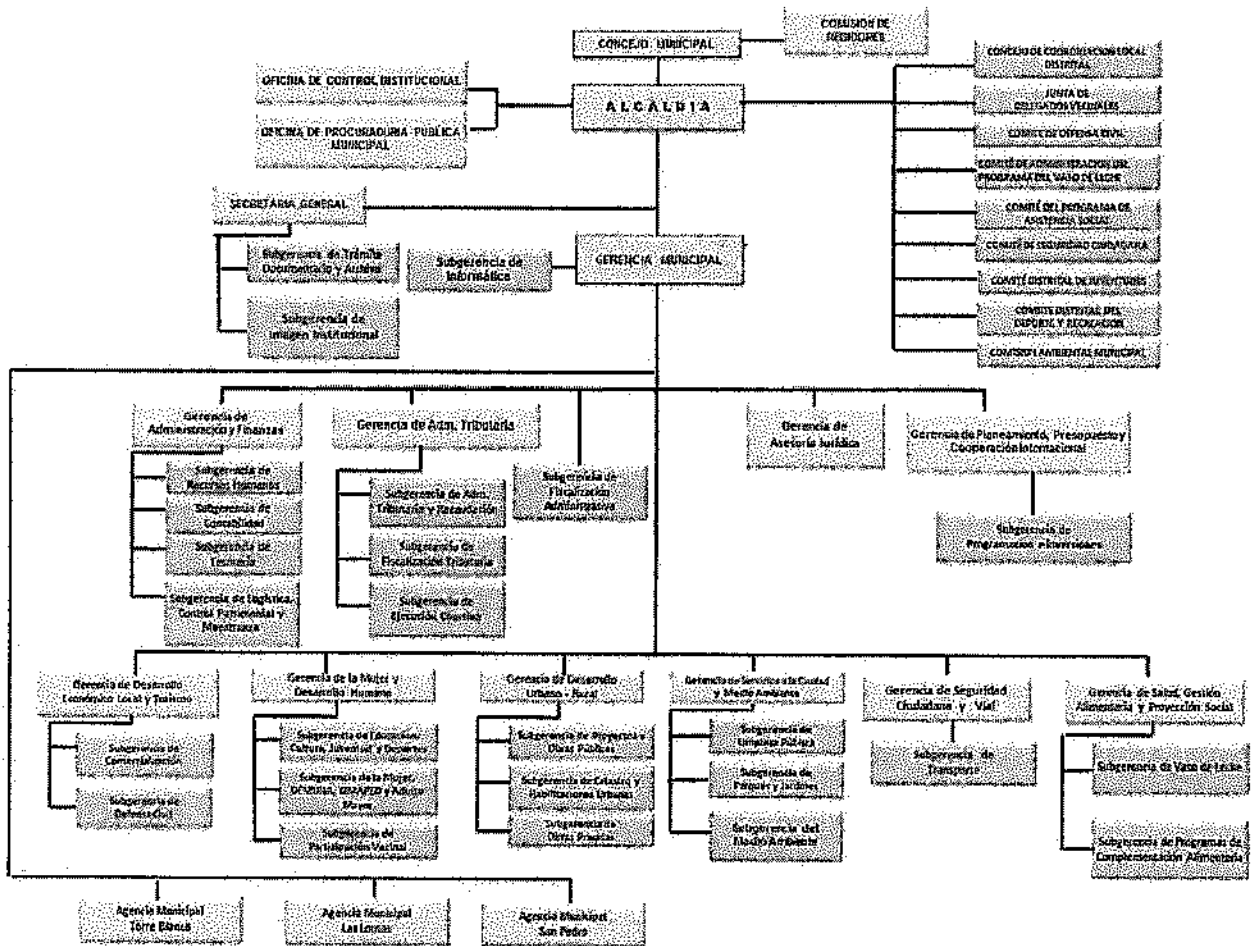 COMISION DE
REGIDORES
CONCEJO MUNICIPAL
CONCEJO DE COORDINACION LOCAL
DISTRITAL
OFICINA DE CONTROL INSTITUCIONAL
ALCALDIA
JUNTA DE
DELEGADOS VECINALES
OFICINA DE PROCURADURIA PUBLICA
MUNICIPAL
COMITÉ DE DEFENSA CIVIL
COMITÉ DE ADMINISTRACION DEL
PROGRAMA DEL VASO DE LECHE
SECRETARIA GENERAL
COMITÉ DEL PROGRAMA DE
ASISTENCIA SOCIAL
COMITÉ DE SEGURIDAD CIUDADANA
Subgerencia de Trámite
Documentario y Archivo
Subgerencia de
Informática
GERENCIA MUNICIPAL
COMITÉ DISTRITAL DE JUVENTUDES
Subgerencia de
Imagen Institucional
COMITE DISTRITAL DEL
DEPORTE Y RECREACION
COMISION AMBIENTAL MUNICIPAL
Gerencia de
Administración y Finanzas
Gerencia de Adm. Tributaria
Gerencia de
Asesoría Jurídica
Gerencia de Planeamiento, Presupuesto y
Cooperación Internacional
Subgerencia de
Recursos Humanos
Subgerencia de
Contabilidad
Subgerencia de
Tesorería
Subgerencia de Logística,
Control Patrimonial y
Maestranza
Subgerencia de Adm.
Tributaria y Recaudación
Subgerencia de
Fiscalización Tributaria
Subgerencia de
Ejecución Coactiva
Subgerencia de
Fiscalización
Administrativa
Subgerencia de
Programación e Inversiones
Gerencia de Desarrollo
Económico Local y Turismo
Gerencia de la Mujer y
Desarrollo Humano
Gerencia de Desarrollo
Urbano - Rural
Gerencia de Servicios a la Ciudad
y Medio Ambiente
Gerencia de Seguridad
Ciudadana y Vial
Gerencia de Salud, Gestión
Alimentaria y Proyección Social
Subgerencia de
Comercialización
Subgerencia de
Defensa Civil
Subgerencia de Educación,
Cultura, Juventud y Deportes
Subgerencia de la Mujer,
DEMUNA, OMAPED y Adulto
Mayor
Subgerencia de
Participación Vecinal
Subgerencia de Proyectos y
Obras Públicas
Subgerencia de Catastro y
Habilitaciones Urbanas
Subgerencia de
Obras Privadas
Subgerencia de
Limpieza Pública
Subgerencia de
Parques y Jardines
Subgerencia del
Medio Ambiente
Subgerencia de
Transporte
Subgerencia de Vaso de Leche
Subgerencia de Programas de
Complementación Alimentaria
Agencia Municipal
Torre Blanca
Agencia Municipal
Las Lomas
Agencia Municipal
San Pedro